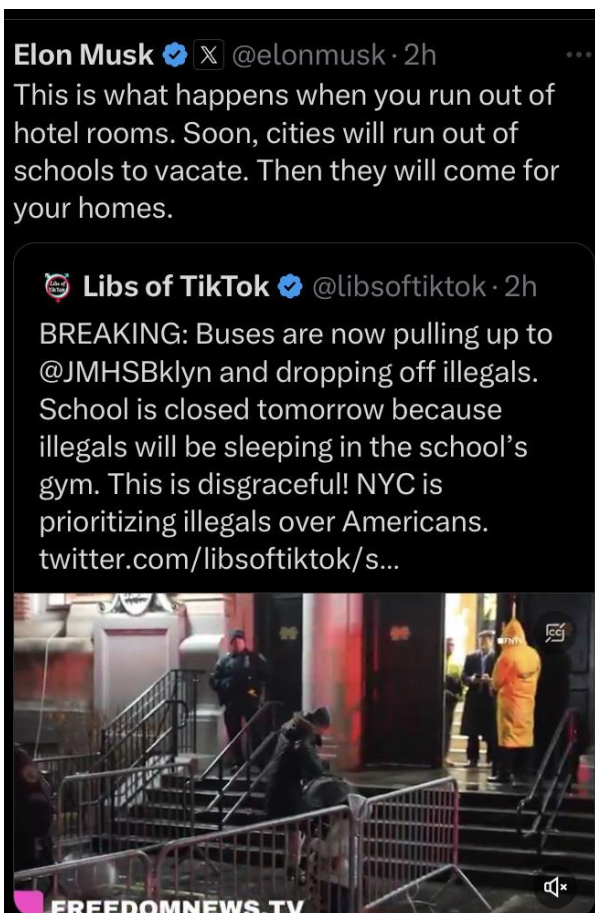 Elon Musk X @elonmusk · 2h
This is what happens when you run out of
hotel rooms. Soon, cities will run out of
schools to vacate. Then they will come for
your homes.
Libs of TikTok @libsoftiktok · 2h
BREAKING: Buses are now pulling up to
@JMHSBklyn and dropping off illegals.
School is closed tomorrow because
illegals will be sleeping in the school’s
gym. This is disgraceful! NYC is
prioritizing illegals over Americans.
twitter.com/libsoftiktok/s...
FNTV
CC
FREEDOMNEWS.TV